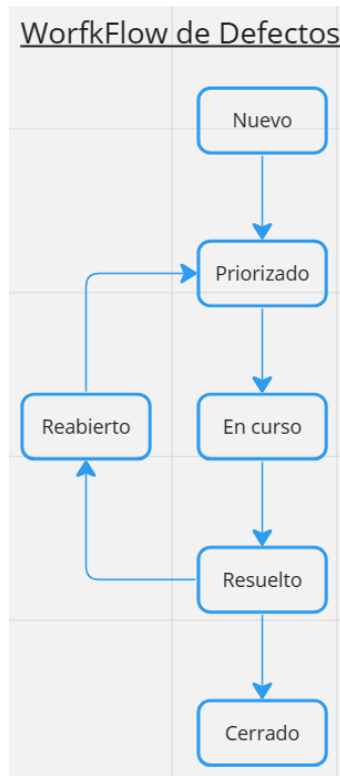 WorfkFlow de Defectos
Nuevo
Priorizado
Reabierto
En curso
Resuelto
Cerrado